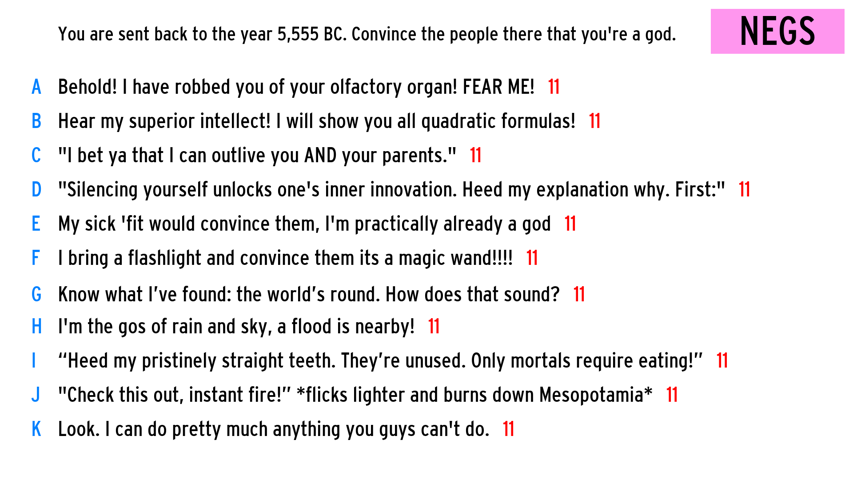 You are sent back to the year 5,555 BC. Convince the people there that you're a god.
NEGS
A Behold! I have robbed you of your olfactory organ! FEAR ME! 11
B Hear my superior intellect! I will show you all quadratic formulas! 11
C "I bet ya that I can outlive you AND your parents." 11
D "Silencing yourself unlocks one's inner innovation. Heed my explanation why. First:" 11
E My sick 'fit would convince them, I'm practically already a god 11
F I bring a flashlight and convince them its a magic wand!!!! 11
G Know what I’ve found: the world’s round. How does that sound? 11
H I'm the gos of rain and sky, a flood is nearby! 11
I “Heed my pristinely straight teeth. They’re unused. Only mortals require eating!” 11
J "Check this out, instant fire!” *flicks lighter and burns down Mesopotamia* 11
K Look. I can do pretty much anything you guys can't do. 11